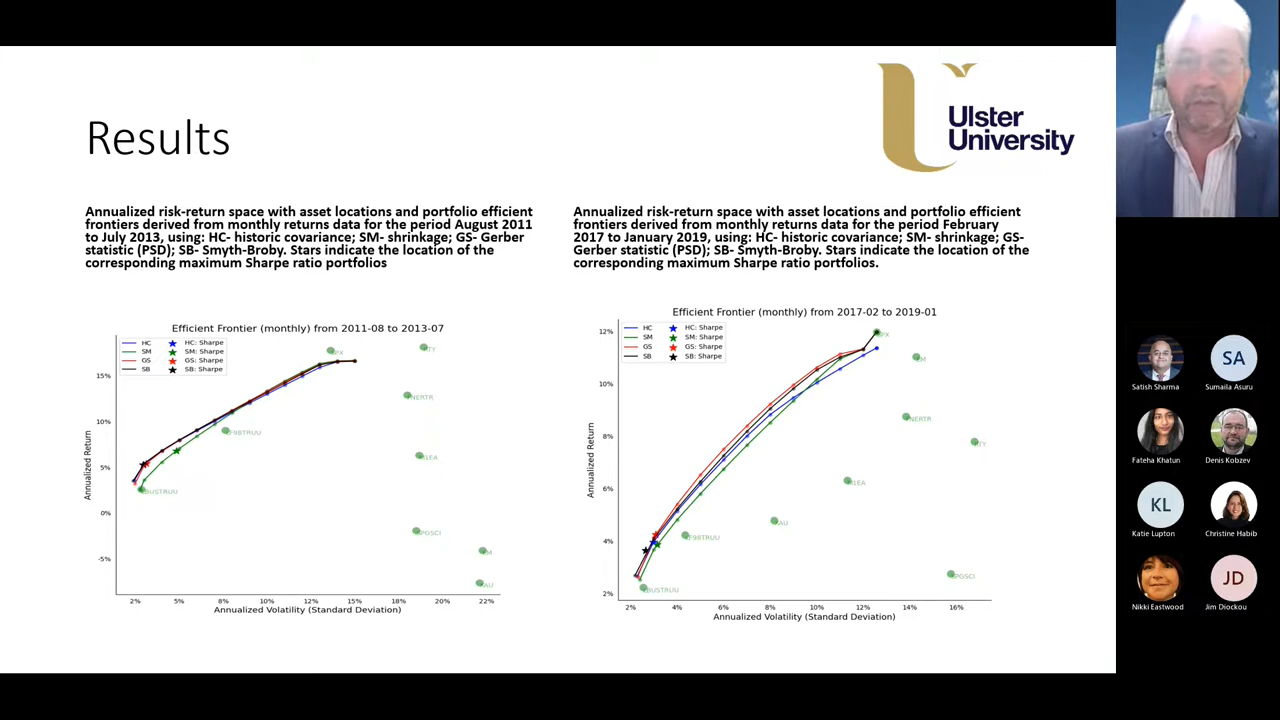 Results
Ulster
University
Annualized risk-return space with asset locations and portfolio efficient
frontiers derived from monthly returns data for the period August 2011
to July 2013, using: HC- historic covariance; SM- shrinkage; GS- Gerber
statistic (PSD); SB- Smyth-Broby. Stars indicate the location of the
corresponding maximum Sharpe ratio portfolios
Annualized risk-return space with asset locations and portfolio efficient
frontiers derived from monthly returns data for the period February
2017 to January 2019, using: HC- historic covariance; SM- shrinkage; GS-
Gerber statistic (PSD); SB- Smyth-Broby. Stars indicate the location of the
corresponding maximum Sharpe ratio portfolios.
Efficient Frontier (monthly) from 2011-08 to 2013-07
HC HC: Sharpe
SM SM: Sharpe
GS GS: Sharpe
SB SB: Sharpe
15%
10%
5%
0%
-5%
Annualized Return
2% 5% 8% 10% 12% 15% 18% 20% 22%
Annualized Volatility (Standard Deviation)
Efficient Frontier (monthly) from 2017-02 to 2019-01
HC HC: Sharpe
SM SM: Sharpe
GS GS: Sharpe
SB SB: Sharpe
12%
10%
8%
6%
4%
2%
Annualized Return
2% 4% 6% 8% 10% 12% 14% 16%
Annualized Volatility (Standard Deviation)
SA
Satish Sharma Sumaila Asuru
Fateha Khatun Denis Kobzev
KL
Katie Lupton Christine Habib
JD
Nikki Eastwood Jim Diockou